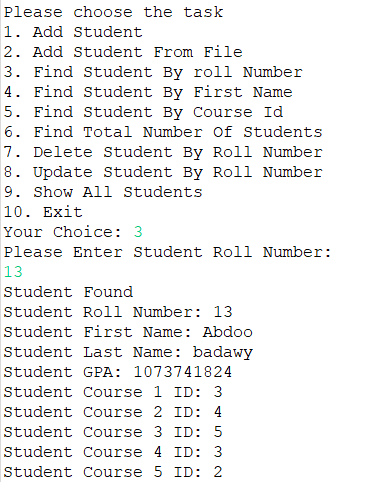 Please choose the task
1. Add Student
2. Add Student From File
3. Find Student By roll Number
4. Find Student By First Name
5. Find Student By Course Id
6. Find Total Number Of Students
7. Delete Student By Roll Number
8. Update Student By Roll Number
9. Show All Students
10. Exit
Your Choice: 3
Please Enter Student Roll Number:
13
Student Found
Student Roll Number: 13
Student First Name: Abdoo
Student Last Name: badawy
Student GPA: 1073741824
Student Course 1 ID: 3
Student Course 2 ID: 4
Student Course 3 ID: 5
Student Course 4 ID: 3
Student Course 5 ID: 2